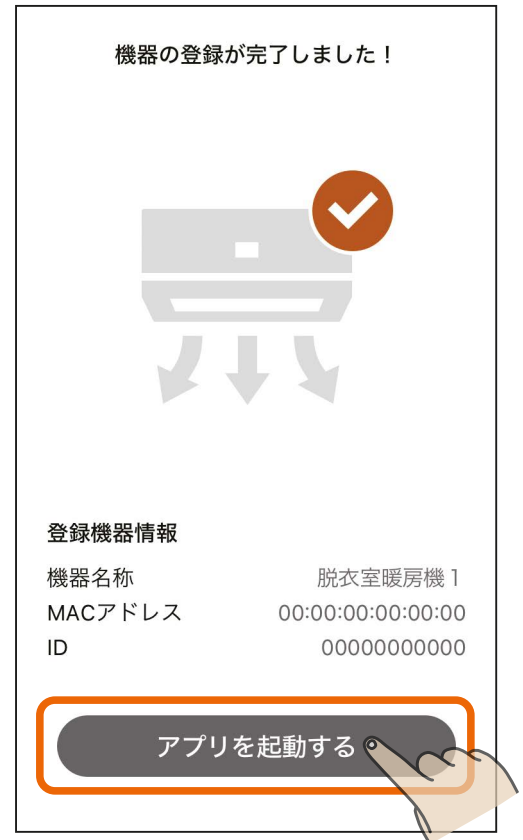 機器の登録が完了しました！
登録機器情報
機器名称 脱衣室暖房機1
MACアドレス 00:00:00:00:00:00
ID 00000000000
アプリを起動する